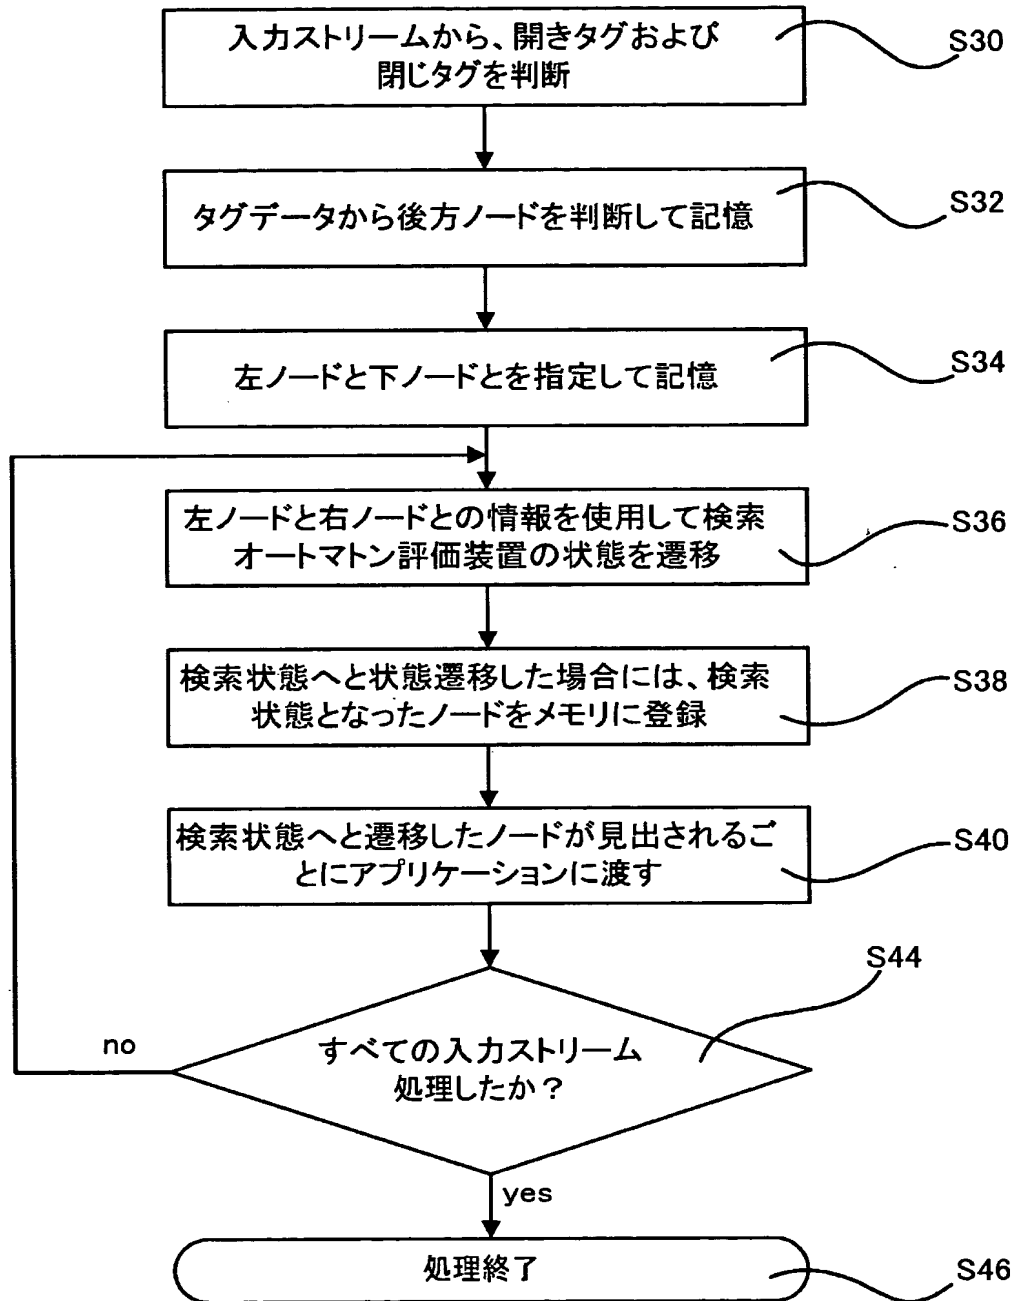 入力ストリームから、開きタグおよび
閉じタグを判断
S30
タグデータから後方ノードを判断して記憶
S32
左ノードと下ノードとを指定して記憶
S34
左ノードと右ノードとの情報を使用して検索
オートマトン評価装置の状態を遷移
S36
検索状態へと状態遷移した場合には、検索
状態となったノードをメモリに登録
S38
検索状態へと遷移したノードが見出されるご
とにアプリケーションに渡す
S40
S44
no
すべての入力ストリーム
処理したか？
yes
処理終了
S46